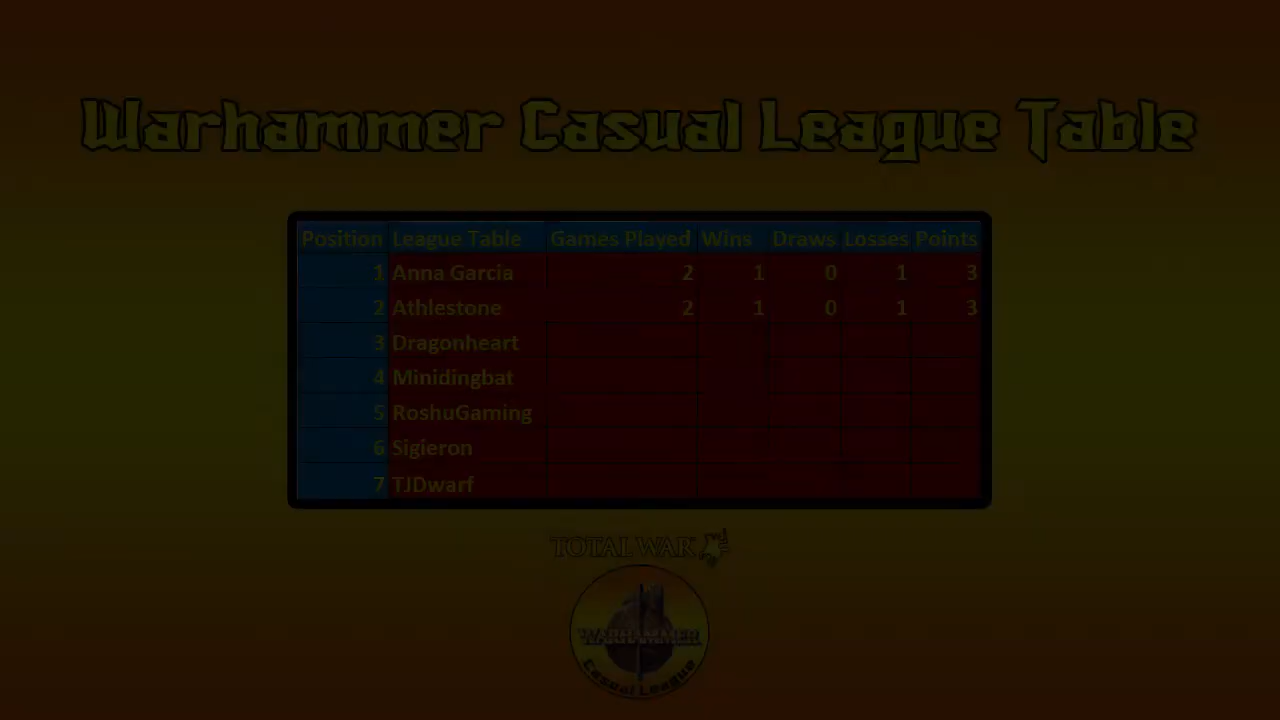 Warhammer Casual League Table
Position League Table Games Played Wins Draws Losses Points
1 Anna Garcia 2 1 0 1 3
2 Athlestone 2 1 0 1 3
3 Dragonheart
4 Minidingbat
5 RoshuGaming
6 Sigieron
7 TJDwarf
TOTAL WAR
WARHAMMER
Casual League